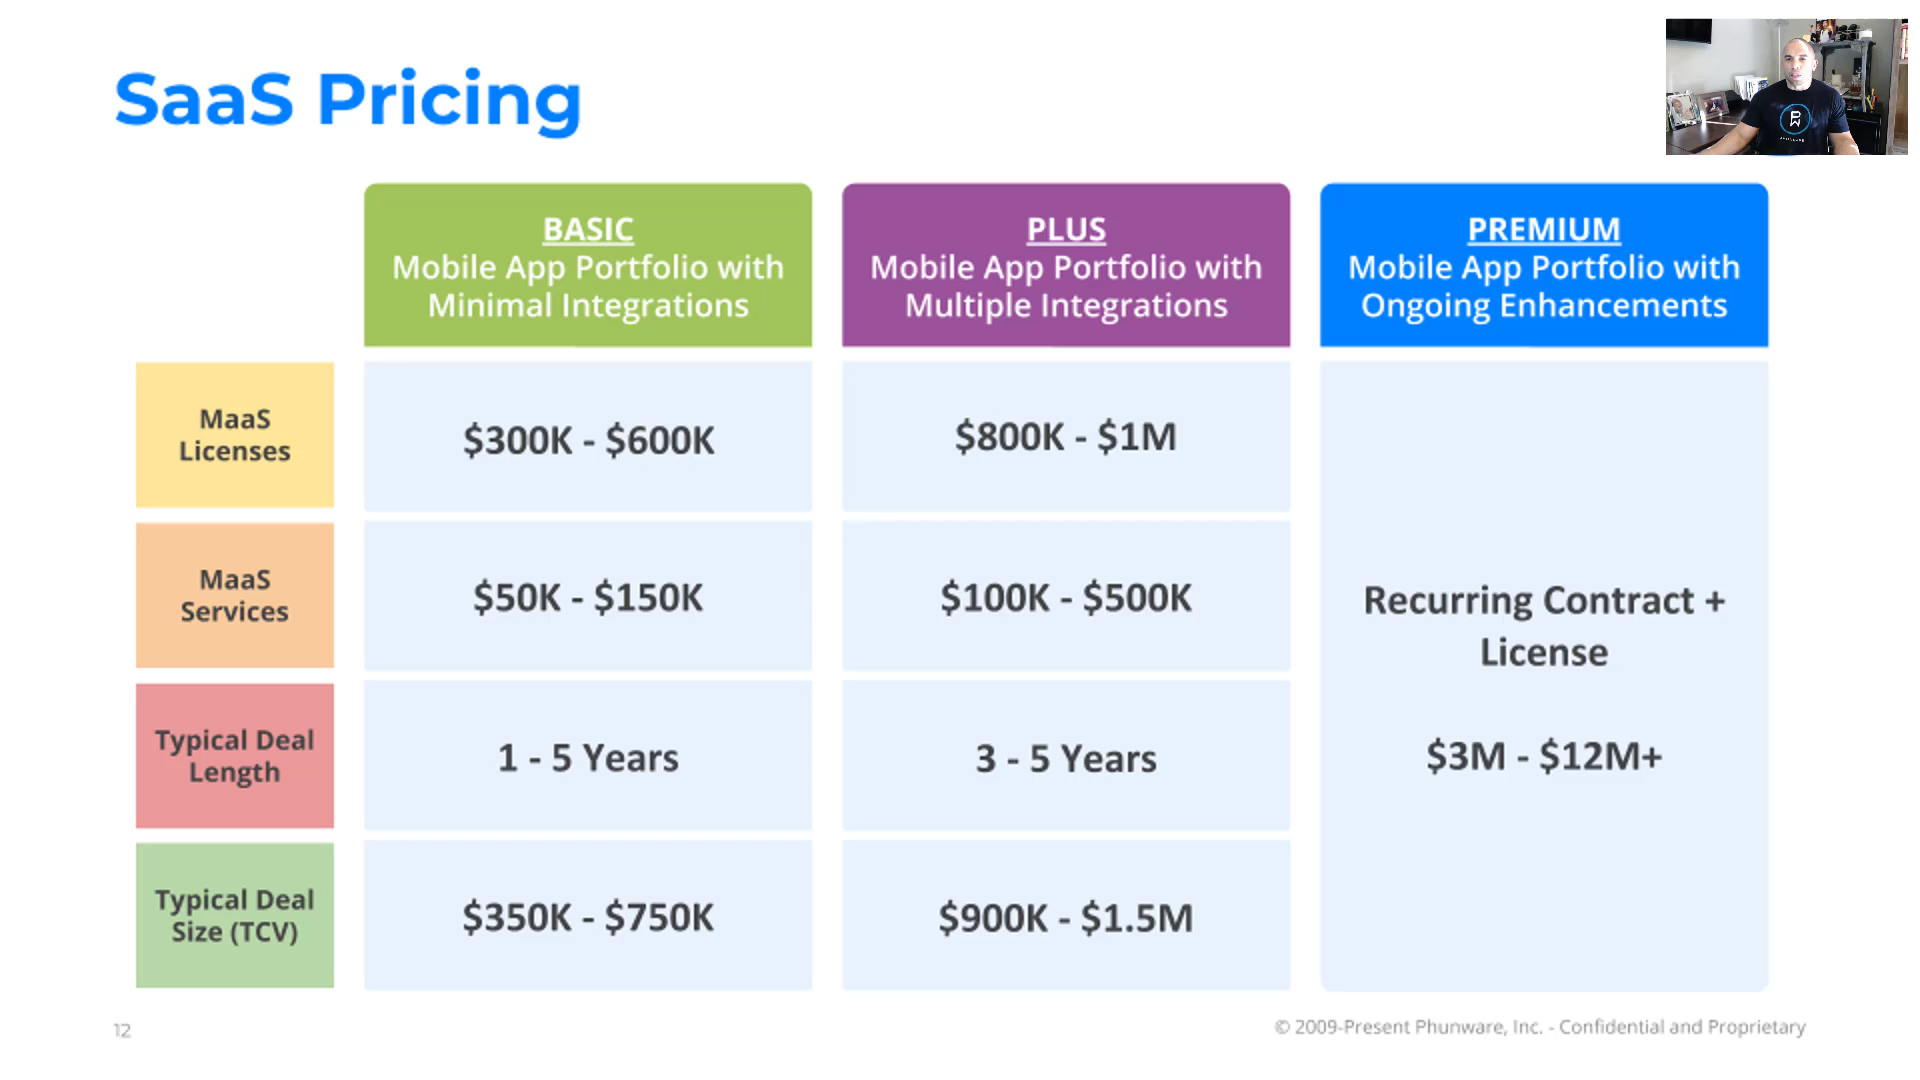 SaaS Pricing
BASIC
Mobile App Portfolio with
Minimal Integrations
PLUS
Mobile App Portfolio with
Multiple Integrations
PREMIUM
Mobile App Portfolio with
Ongoing Enhancements
MaaS
Licenses
$300K - $600K
$800K - $1M
MaaS
Services
$50K - $150K
$100K - $500K
Recurring Contract +
License
$3M - $12M+
Typical Deal
Length
1 - 5 Years
3 - 5 Years
Typical Deal
Size (TCV)
$350K - $750K
$900K - $1.5M
12
© 2009-Present Phunware, Inc. - Confidential and Proprietary